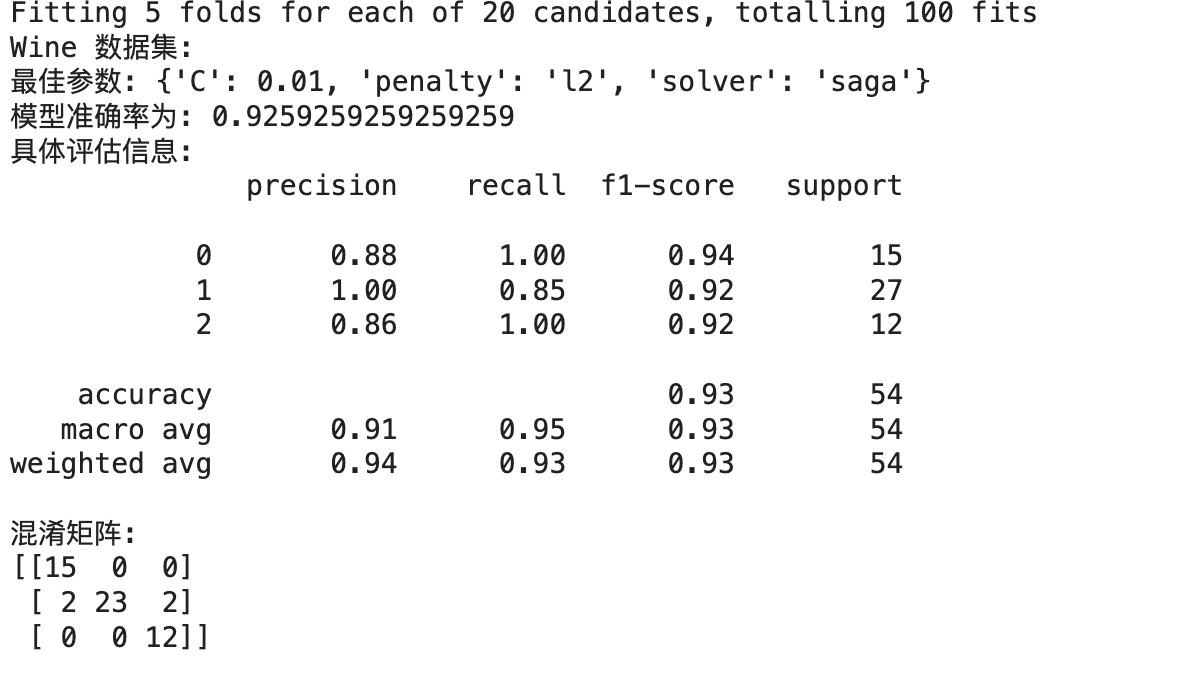 Fitting 5 folds for each of 20 candidates, totalling 100 fits
Wine 数据集:
最佳参数: {'C': 0.01, 'penalty': 'l2', 'solver': 'saga'}
模型准确率为: 0.9259259259259259
具体评估信息:
              precision    recall  f1-score   support

           0       0.88      1.00      0.94        15
           1       1.00      0.85      0.92        27
           2       0.86      1.00      0.92        12

    accuracy                           0.93        54
   macro avg       0.91      0.95      0.93        54
weighted avg       0.94      0.93      0.93        54

混淆矩阵:
[[15  0  0]
 [ 2 23  2]
 [ 0  0 12]]